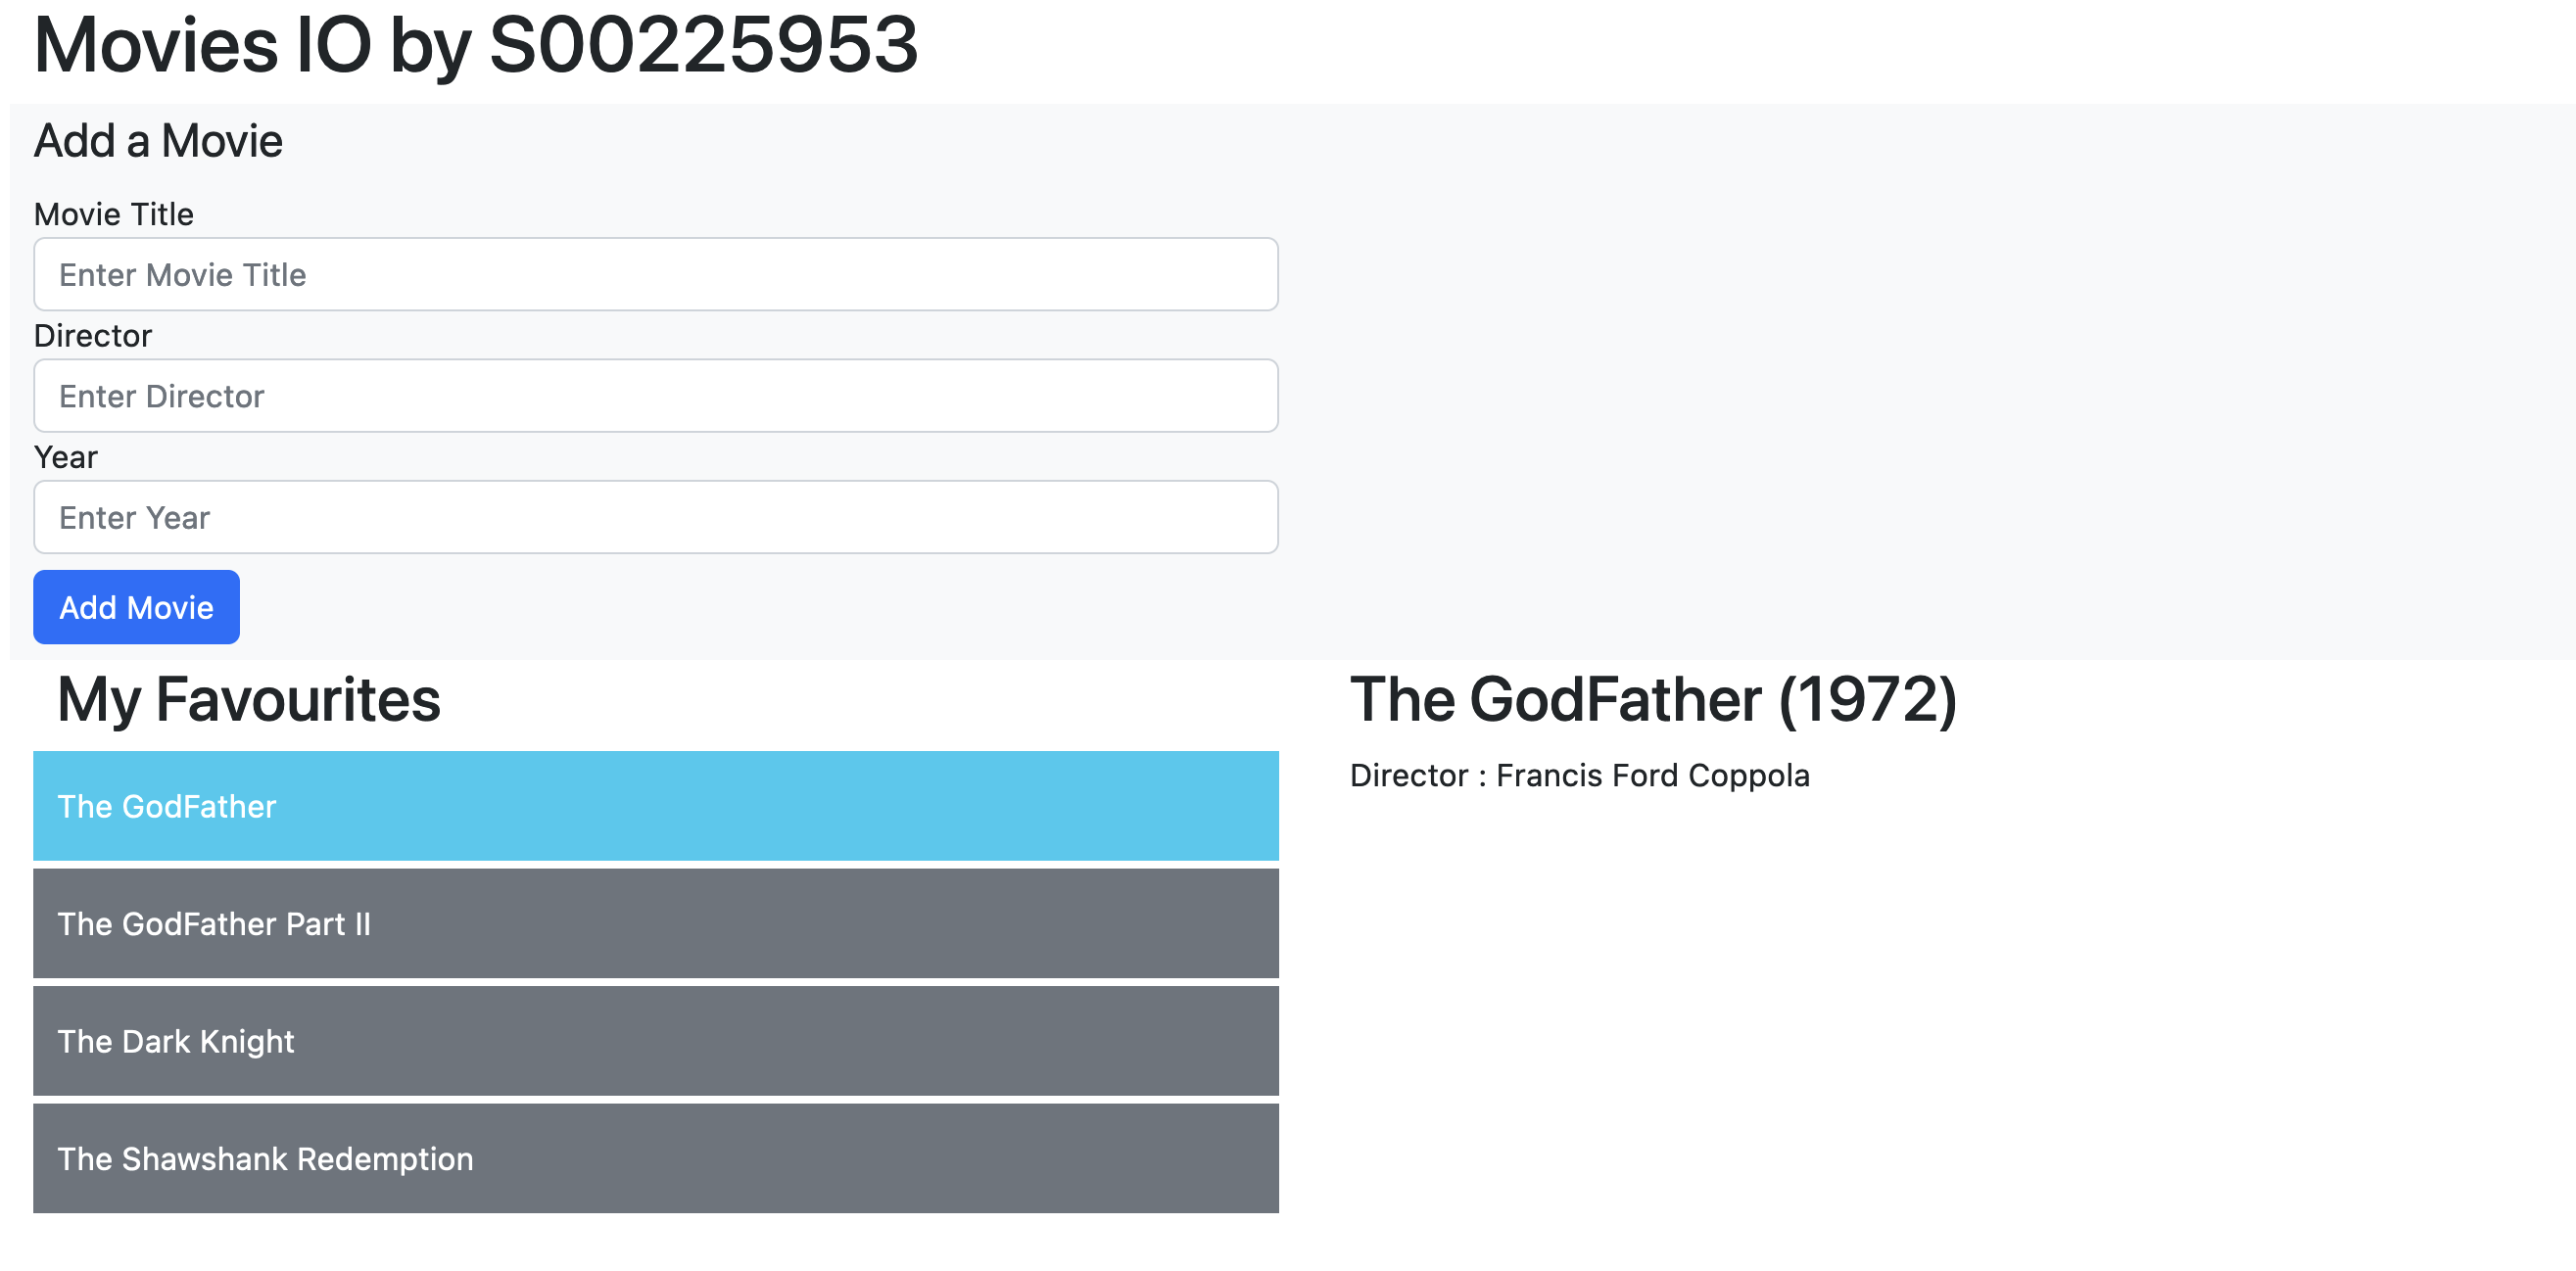 Movies IO by S00225953
Add a Movie
Movie Title
Enter Movie Title
Director
Enter Director
Year
Enter Year
Add Movie
My Favourites
The GodFather
The GodFather Part II
The Dark Knight
The Shawshank Redemption
The GodFather (1972)
Director : Francis Ford Coppola